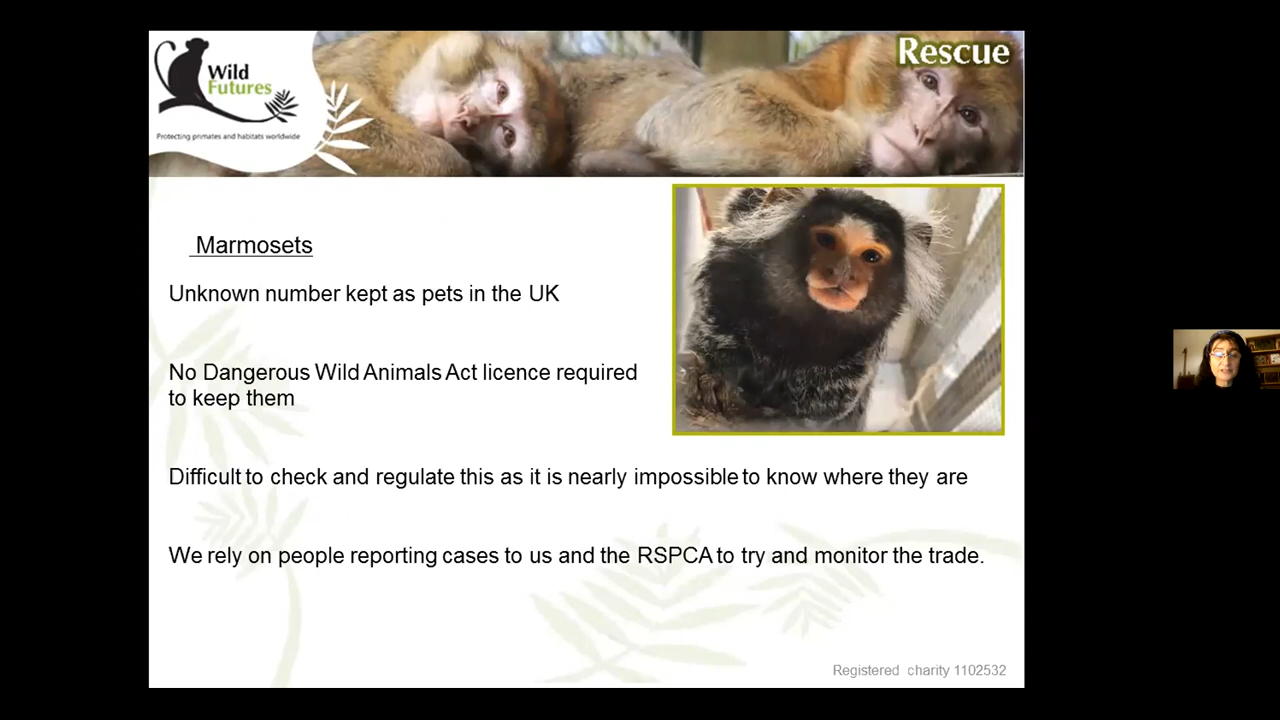 Rescue
Wild
Futures
Protecting primates and habitats worldwide
Marmosets
Unknown number kept as pets in the UK
No Dangerous Wild Animals Act licence required
to keep them
Difficult to check and regulate this as it is nearly impossible to know where they are
We rely on people reporting cases to us and the RSPCA to try and monitor the trade.
Registered charity 1102532